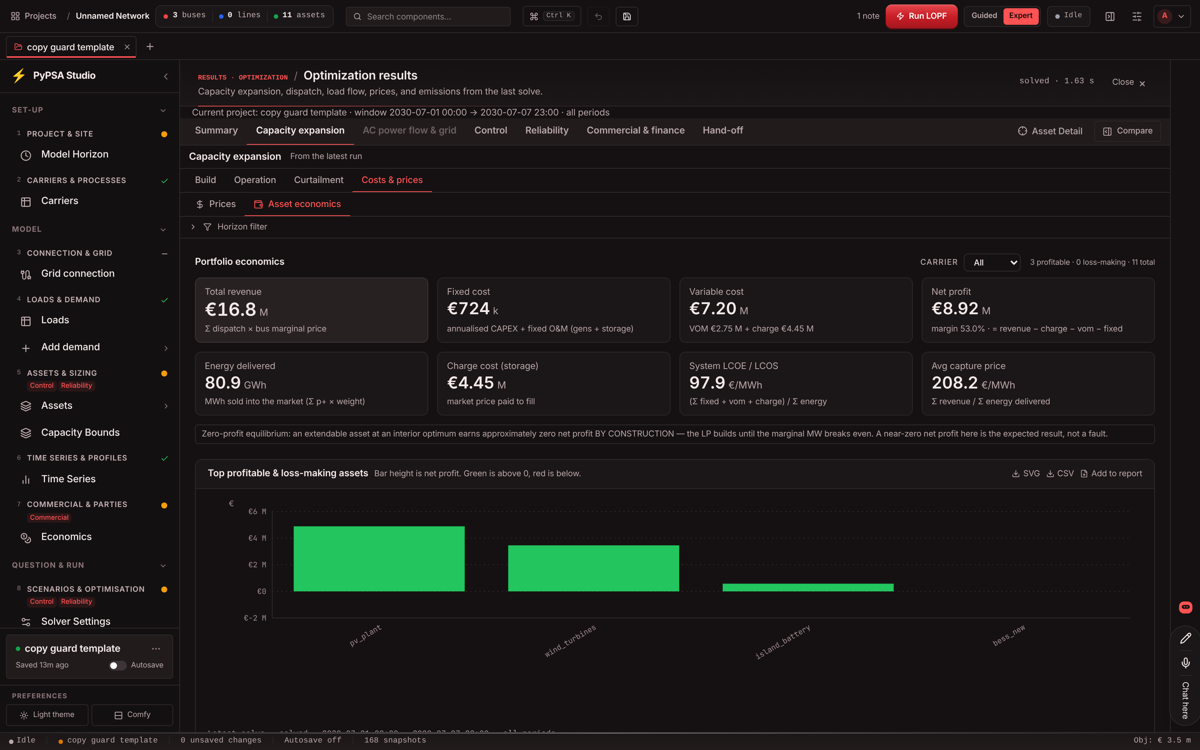 Projects / Unnamed Network 3 buses 0 lines 11 assets Search components... ⌘ Ctrl K 1 note Run LOPF Guided Expert Idle A
copy guard template × +
PyPSA Studio
SET-UP
1 PROJECT & SITE
Model Horizon
2 CARRIERS & PROCESSES
Carriers
MODEL
3 CONNECTION & GRID
Grid connection
4 LOADS & DEMAND
Loads
Add demand
5 ASSETS & SIZING
Control Reliability
Assets
Capacity Bounds
6 TIME SERIES & PROFILES
Time Series
7 COMMERCIAL & PARTIES
Commercial
Economics
QUESTION & RUN
8 SCENARIOS & OPTIMISATION
Control Reliability
Solver Settings
copy guard template ...
Saved 13m ago Autosave
PREFERENCES
Light theme Comfy
RESULTS · OPTIMIZATION / Optimization results
Capacity expansion, dispatch, load flow, prices, and emissions from the last solve.
solved · 1.63 s Close ×
Current project: copy guard template · window 2030-07-01 00:00 → 2030-07-07 23:00 · all periods
Summary Capacity expansion AC power flow & grid Control Reliability Commercial & finance Hand-off Asset Detail Compare
Capacity expansion From the latest run
Build Operation Curtailment Costs & prices
$ Prices Asset economics
Horizon filter
Portfolio economics CARRIER All 3 profitable · 0 loss-making · 11 total
Total revenue
€16.8 M
Σ dispatch × bus marginal price
Fixed cost
€724 k
annualised CAPEX + fixed O&M (gens + storage)
Variable cost
€7.20 M
VOM €2.75 M + charge €4.45 M
Net profit
€8.92 M
margin 53.0% · = revenue − charge − vom − fixed
Energy delivered
80.9 GWh
MWh sold into the market (Σ p+ × weight)
Charge cost (storage)
€4.45 M
market price paid to fill
System LCOE / LCOS
97.9 €/MWh
(Σ fixed + vom + charge) / Σ energy
Avg capture price
208.2 €/MWh
Σ revenue / Σ energy delivered
Zero-profit equilibrium: an extendable asset at an interior optimum earns approximately zero net profit BY CONSTRUCTION — the LP builds until the marginal MW breaks even. A near-zero net profit here is the expected result, not a fault.
Top profitable & loss-making assets Bar height is net profit. Green is above 0, red is below. SVG CSV Add to report
€
€6 M
€4 M
€2 M
€0
€-2 M
pv_plant wind_turbines island_battery bess_new
Chat here
Idle copy guard template 0 unsaved changes Autosave off 168 snapshots Obj: € 3.5 m